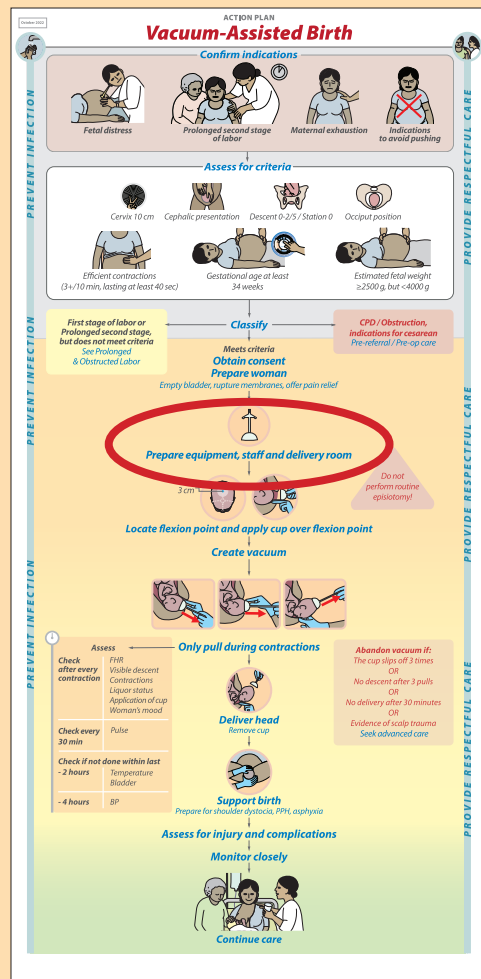 October 2022
ACTION PLAN
Vacuum-Assisted Birth
Confirm indications
Fetal distress
Prolonged second stage
of labor
Maternal exhaustion
Indications
to avoid pushing
Assess for criteria
Cervix 10 cm
Cephalic presentation
Descent 0-2/5 / Station 0
Occiput position
Efficient contractions
(3+/10 min, lasting at least 40 sec)
Gestational age at least
34 weeks
Estimated fetal weight
≥2500 g, but <4000 g
First stage of labor or
Prolonged second stage,
but does not meet criteria
See Prolonged
& Obstructed Labor
Classify
CPD / Obstruction,
indications for cesarean
Pre-referral / Pre-op care
Meets criteria
Obtain consent
Prepare woman
Empty bladder, rupture membranes, offer pain relief
Prepare equipment, staff and delivery room
3 cm
Do not
perform routine
episiotomy!
Locate flexion point and apply cup over flexion point
Create vacuum
Only pull during contractions
Assess
Check
after every
contraction
FHR
Visible descent
Contractions
Liquor status
Application of cup
Woman's mood
Check every
30 min
Pulse
Check if not done within last
- 2 hours
Temperature
Bladder
- 4 hours
BP
Abandon vacuum if:
The cup slips off 3 times
OR
No descent after 3 pulls
OR
No delivery after 30 minutes
OR
Evidence of scalp trauma
Seek advanced care
Deliver head
Remove cup
Support birth
Prepare for shoulder dystocia, PPH, asphyxia
Assess for injury and complications
Monitor closely
Continue care
PREVENT INFECTION
PREVENT INFECTION
PREVENT INFECTION
PROVIDE RESPECTFUL CARE
PROVIDE RESPECTFUL CARE
PROVIDE RESPECTFUL CARE